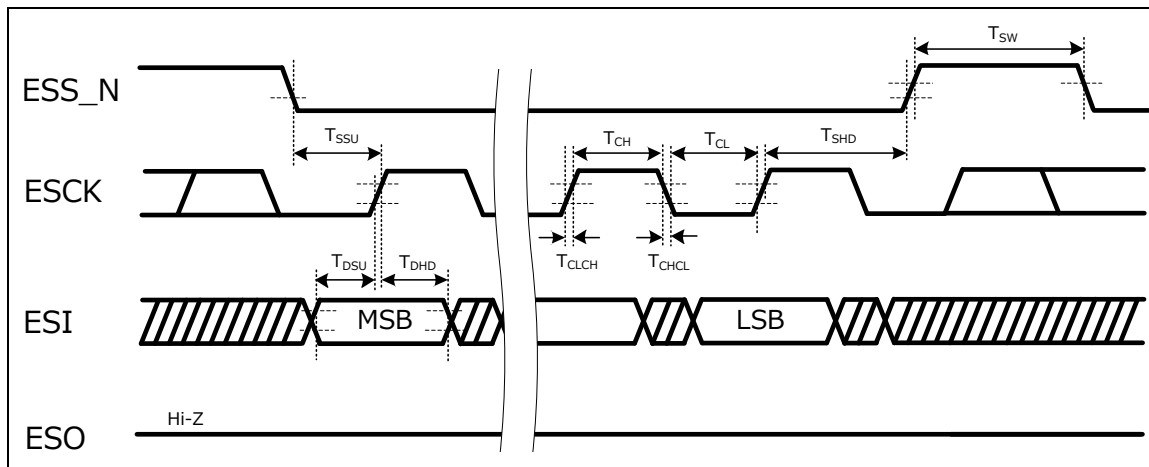 T_SW
ESS_N
T_SSU
T_CH
T_CL
T_SHD
ESCK
T_CLCH
T_CHCL
T_DSU
T_DHD
ESI
MSB
LSB
Hi-Z
ESO